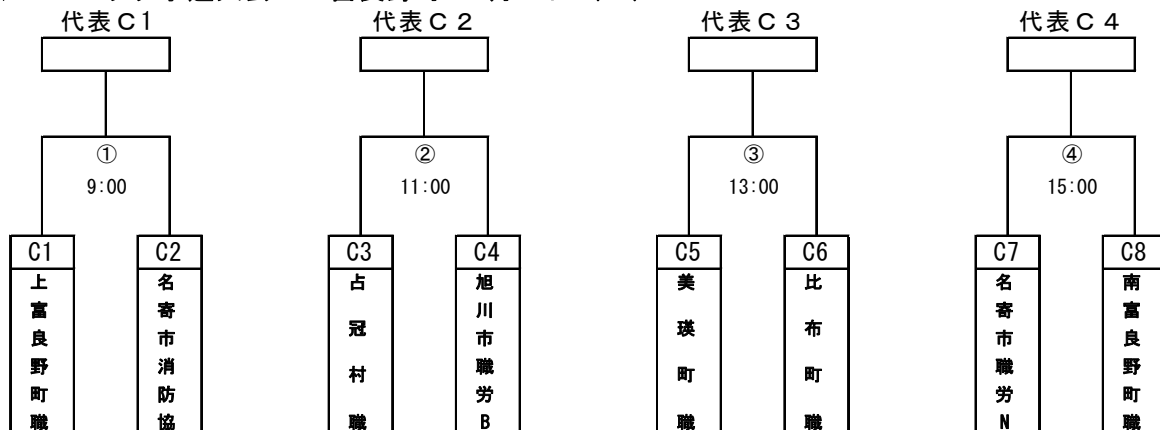 代表C1 代表C 2 代表C 3 代表C 4
① ② ③ ④
9:00 11:00 13:00 15:00
C1 C2 C3 C4 C5 C6 C7 C8
上富良野町職
名寄市消防協
占冠村職
旭川市職労B
美瑛町職
比布町職
名寄市職労N
南富良野町職